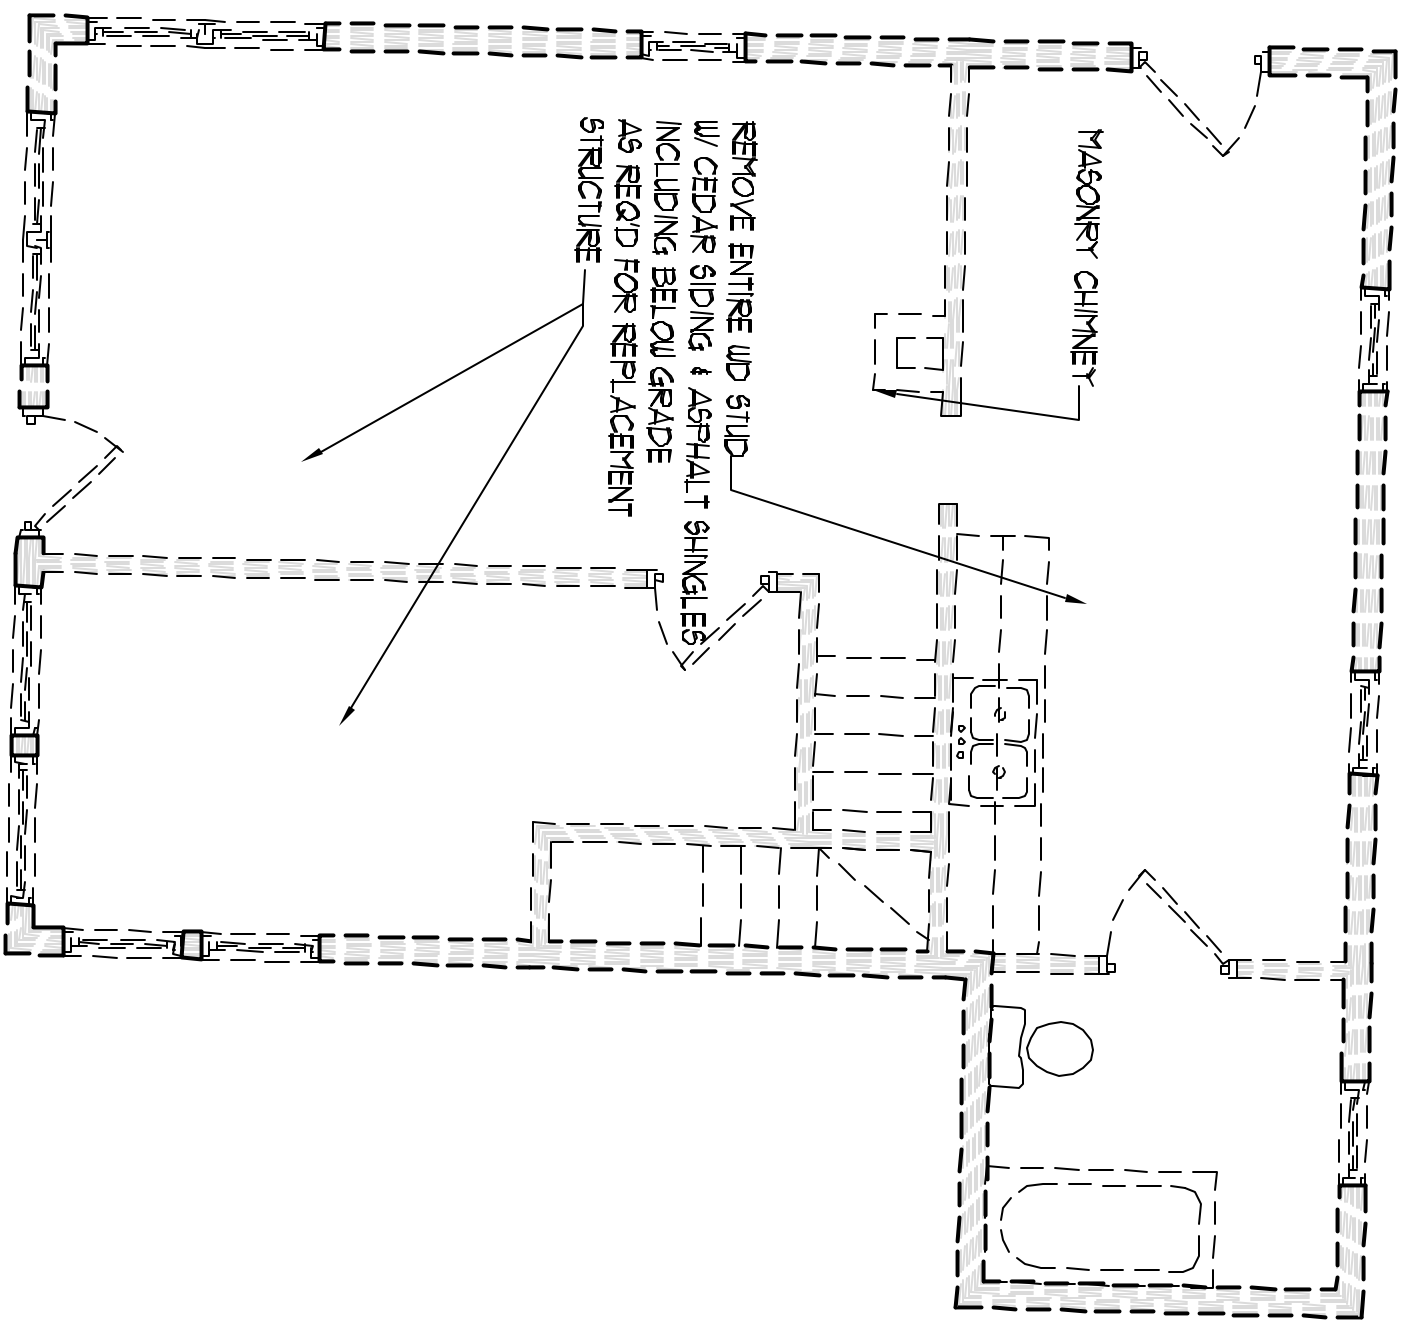 REMOVE ENTIRE WD STUD
W/ CEDAR SIDING & ASPHALT SHINGLES
INCLUDING BELOW GRADE
AS REQ'D FOR REPLACEMENT
STRUCTURE
MASONRY CHIMNEY